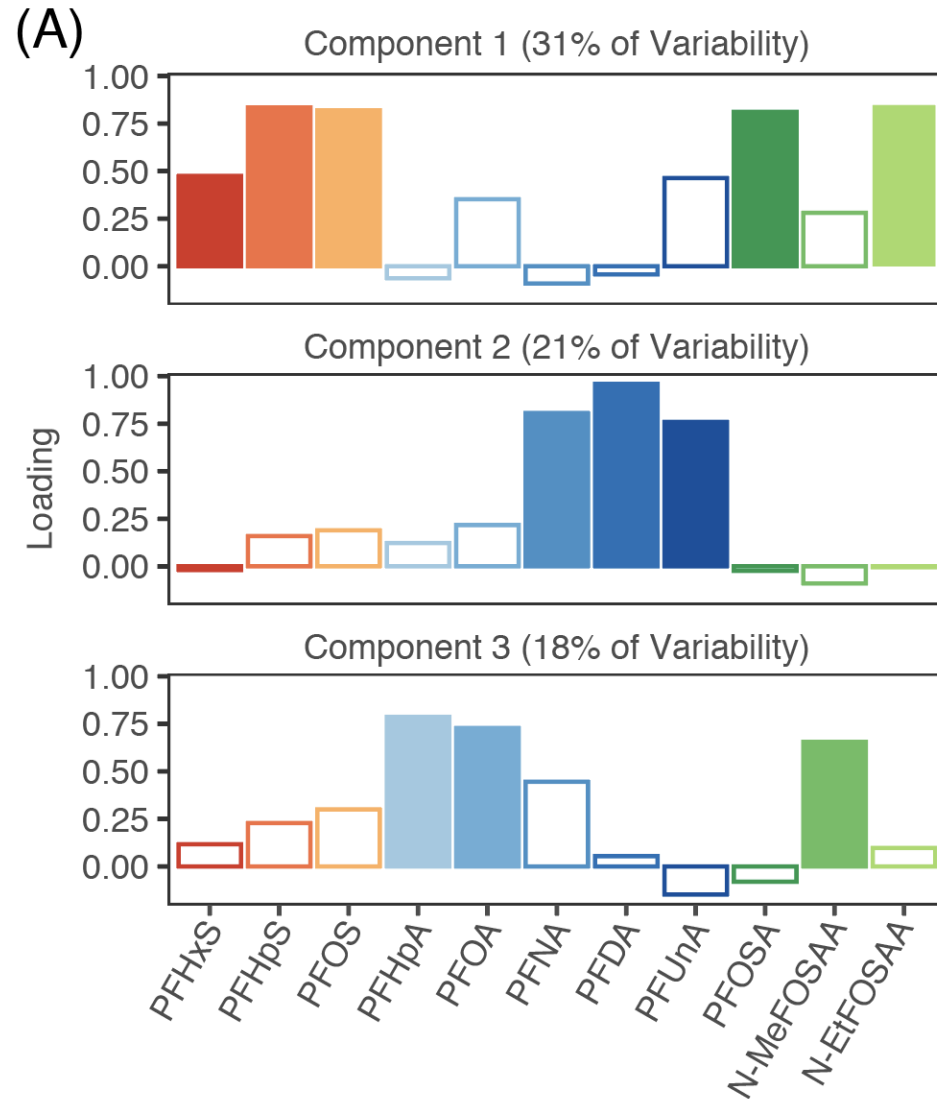 (A)
Component 1 (31% of Variability)
1.00
0.75
0.50
0.25
0.00
Component 2 (21% of Variability)
1.00
0.75
0.50
0.25
0.00
Loading
Component 3 (18% of Variability)
1.00
0.75
0.50
0.25
0.00
PFHxS
PFHpS
PFOS
PFHpA
PFOA
PFNA
PFDA
PFUnA
PFOSA
N-MeFOSAA
N-EtFOSAA